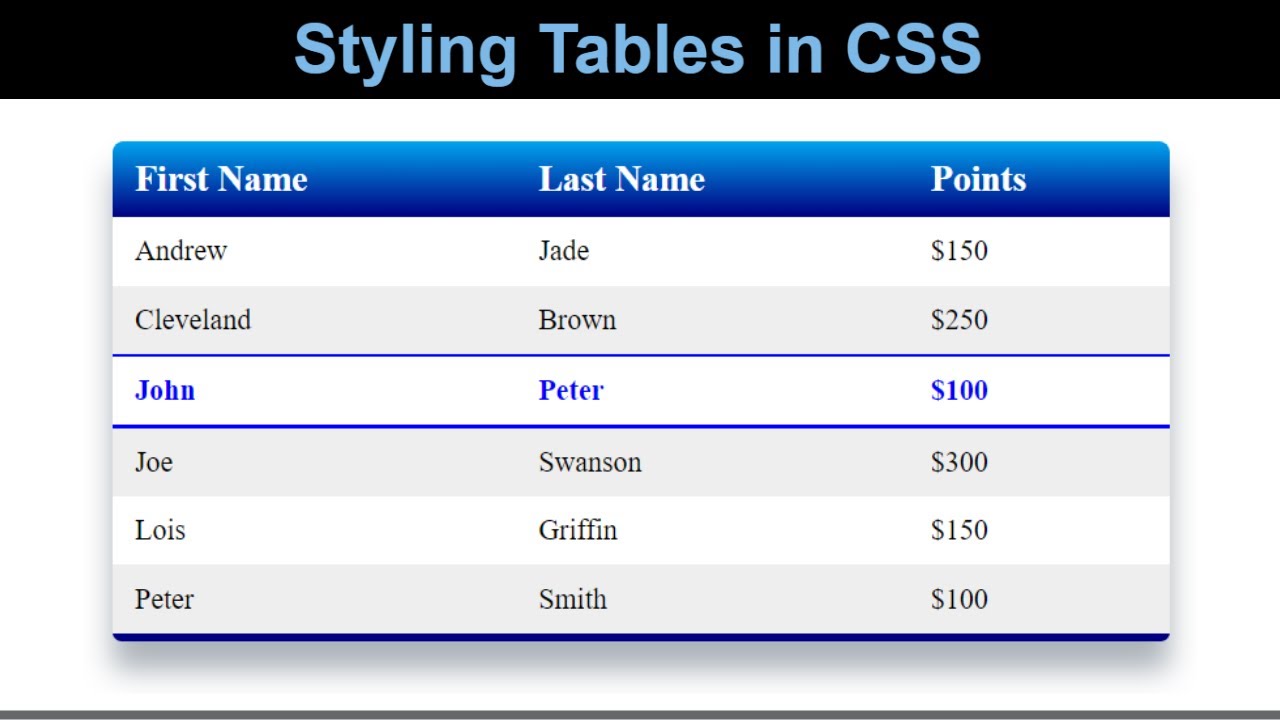 Styling Tables in CSS
First Name Last Name Points
Andrew Jade $150
Cleveland Brown $250
John Peter $100
Joe Swanson $300
Lois Griffin $150
Peter Smith $100